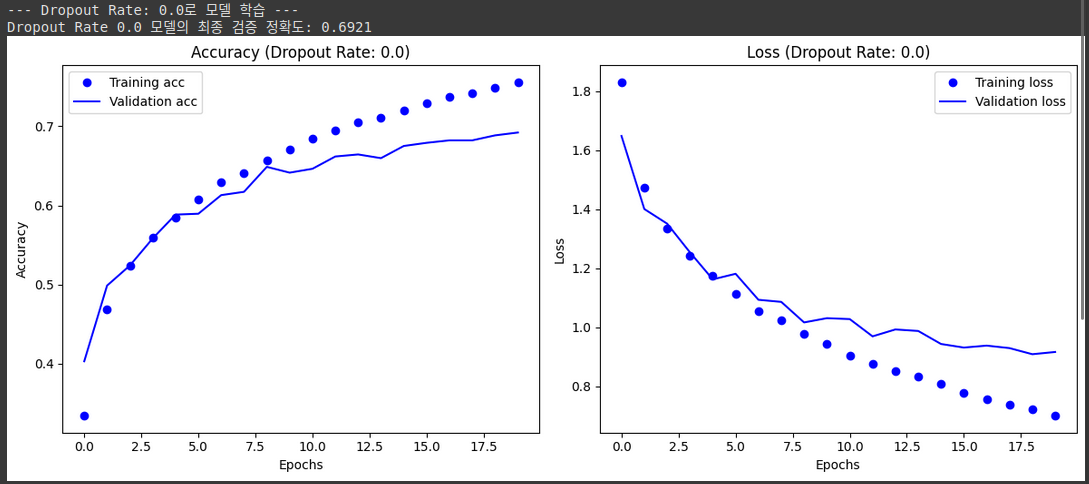 --- Dropout Rate: 0.0로 모델 학습 ---
Dropout Rate 0.0 모델의 최종 검증 정확도: 0.6921
Accuracy (Dropout Rate: 0.0)
Training acc
Validation acc
0.7
0.6
0.5
0.4
Accuracy
0.0 2.5 5.0 7.5 10.0 12.5 15.0 17.5
Epochs
Loss (Dropout Rate: 0.0)
Training loss
Validation loss
1.8
1.6
1.4
1.2
1.0
0.8
Loss
0.0 2.5 5.0 7.5 10.0 12.5 15.0 17.5
Epochs